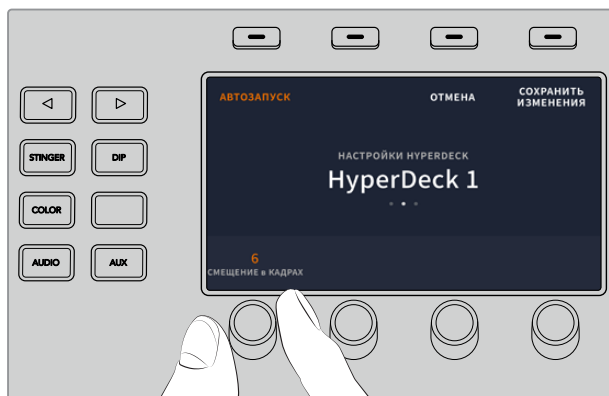 АВТОЗАПУСК
ОТМЕНА
СОХРАНИТЬ
ИЗМЕНЕНИЯ
НАСТРОЙКИ HYPERDECK
HyperDeck 1
6
СМЕЩЕНИЕ в КАДРАХ
STINGER
DIP
COLOR
AUDIO
AUX